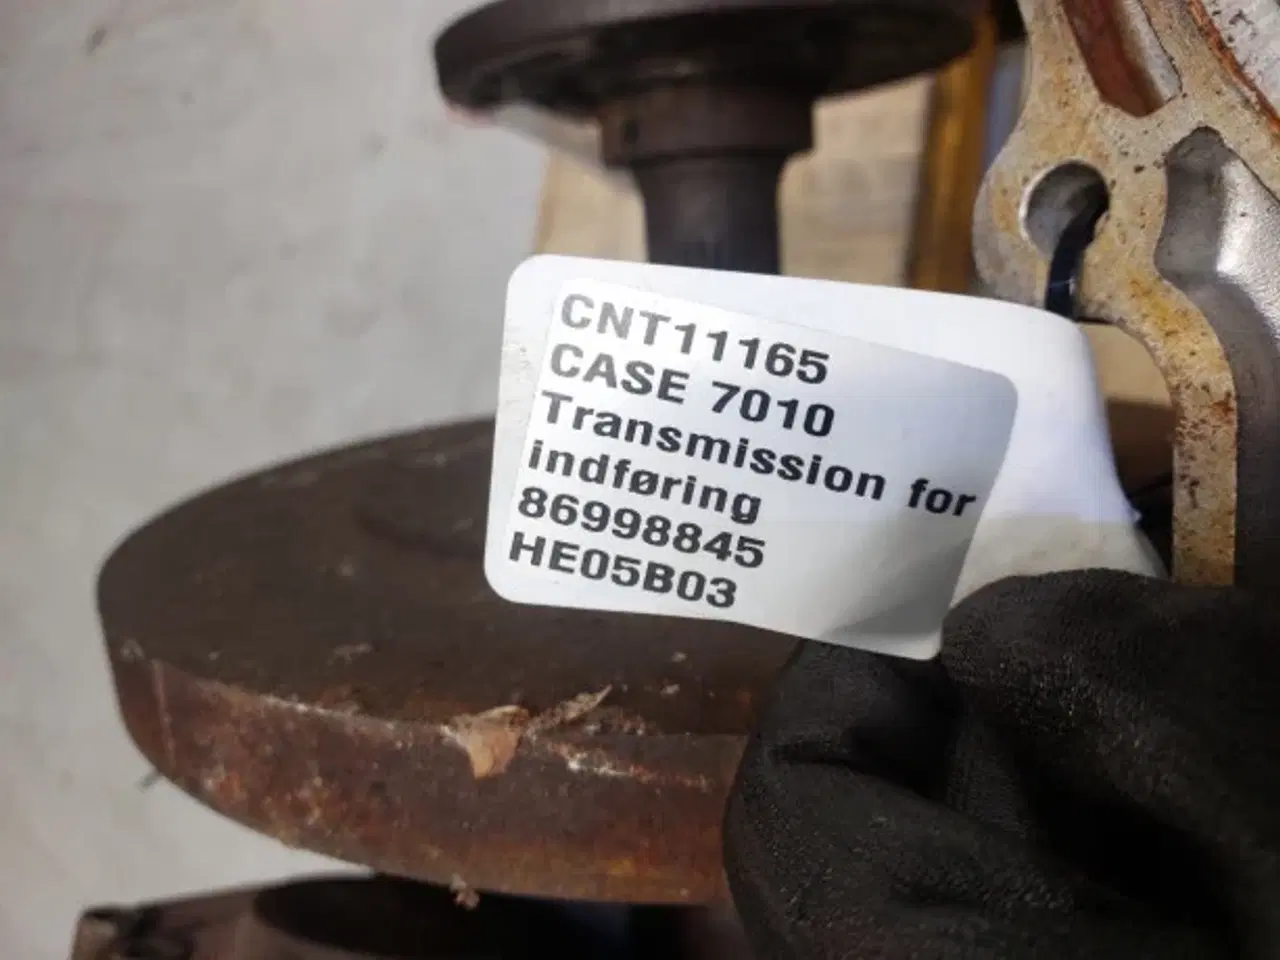 CNT11165
CASE 7010
Transmission for
indføring
86998845
HE05B03